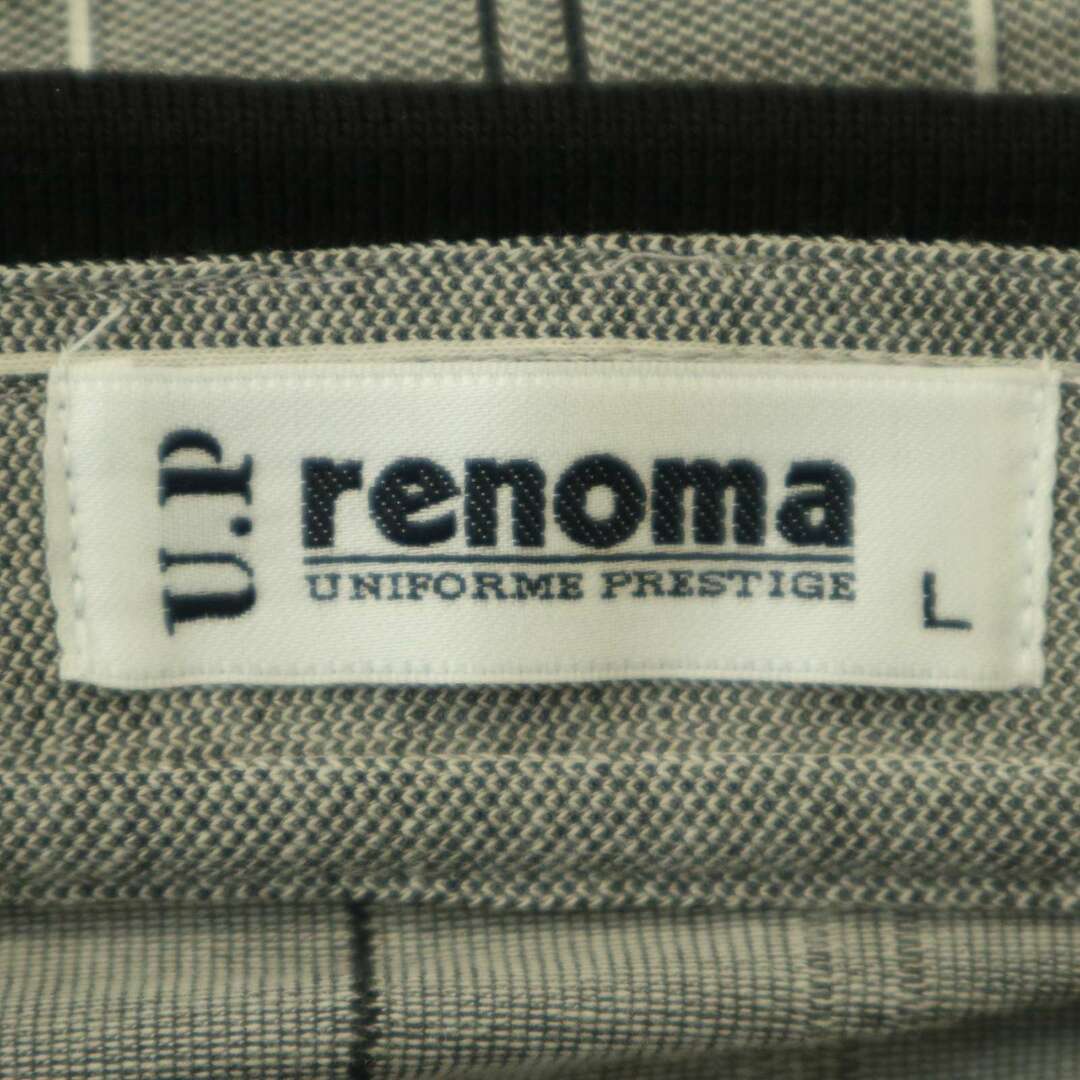 U.P
renoma
UNIFORME PRESTIGE
L